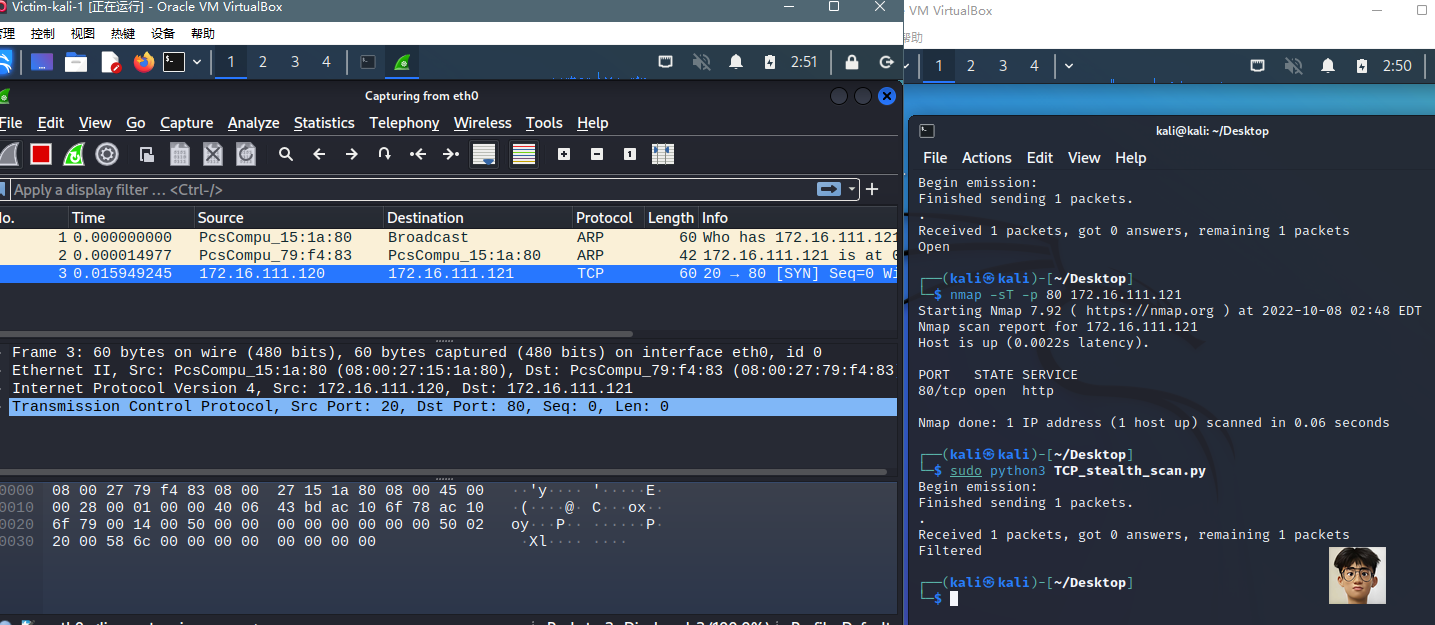 Victim-kali-1 [正在运行] - Oracle VM VirtualBox
管理 控制 视图 热键 设备 帮助
1 2 3 4 2:51
Capturing from eth0
File Edit View Go Capture Analyze Statistics Telephony Wireless Tools Help
Apply a display filter … <Ctrl-/>
No. Time Source Destination Protocol Length Info
1 0.000000000 PcsCompu_15:1a:80 Broadcast ARP 60 Who has 172.16.111.121
2 0.000014977 PcsCompu_79:f4:83 PcsCompu_15:1a:80 ARP 42 172.16.111.121 is at 0
3 0.015949245 172.16.111.120 172.16.111.121 TCP 60 20 → 80 [SYN] Seq=0 Wi
Frame 3: 60 bytes on wire (480 bits), 60 bytes captured (480 bits) on interface eth0, id 0
Ethernet II, Src: PcsCompu_15:1a:80 (08:00:27:15:1a:80), Dst: PcsCompu_79:f4:83 (08:00:27:79:f4:83
Internet Protocol Version 4, Src: 172.16.111.120, Dst: 172.16.111.121
Transmission Control Protocol, Src Port: 20, Dst Port: 80, Seq: 0, Len: 0
0000 08 00 27 79 f4 83 08 00 27 15 1a 80 08 00 45 00 ··'y···· '·····E·
0010 00 28 00 01 00 00 40 06 43 bd ac 10 6f 78 ac 10 ·(····@· C···ox··
0020 6f 79 00 14 00 50 00 00 00 00 00 00 00 00 50 02 oy···P·· ······P·
0030 20 00 58 6c 00 00 00 00 00 00 00 00 ·Xl···· ····
VM VirtualBox
帮助
1 2 3 4 2:50
kali@kali: ~/Desktop
File Actions Edit View Help
Begin emission:
Finished sending 1 packets.
.
Received 1 packets, got 0 answers, remaining 1 packets
Open
┌──(kali㉿kali)-[~/Desktop]
└─$ nmap -sT -p 80 172.16.111.121
Starting Nmap 7.92 ( https://nmap.org ) at 2022-10-08 02:48 EDT
Nmap scan report for 172.16.111.121
Host is up (0.0022s latency).
PORT STATE SERVICE
80/tcp open http
Nmap done: 1 IP address (1 host up) scanned in 0.06 seconds
┌──(kali㉿kali)-[~/Desktop]
└─$ sudo python3 TCP_stealth_scan.py
Begin emission:
Finished sending 1 packets.
.
Received 1 packets, got 0 answers, remaining 1 packets
Filtered
┌──(kali㉿kali)-[~/Desktop]
└─$